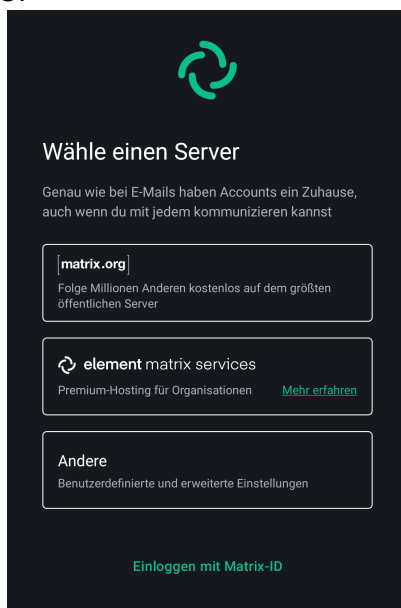 Wähle einen Server
Genau wie bei E-Mails haben Accounts ein Zuhause,
auch wenn du mit jedem kommunizieren kannst
[matrix.org]
Folge Millionen Anderen kostenlos auf dem größten
öffentlichen Server
element matrix services
Premium-Hosting für Organisationen Mehr erfahren
Andere
Benutzerdefinierte und erweiterte Einstellungen
Einloggen mit Matrix-ID